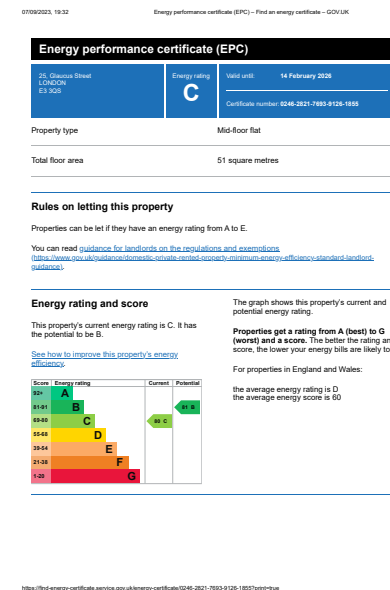 07/09/2023, 19:32 Energy performance certificate (EPC) – Find an energy certificate – GOV.UK
Energy performance certificate (EPC)
25, Glaucus Street
LONDON
E3 3QS
Energy rating
C
Valid until: 14 February 2026
Certificate number: 0246-2821-7693-9126-1855
Property type Mid-floor flat
Total floor area 51 square metres
Rules on letting this property
Properties can be let if they have an energy rating from A to E.
You can read guidance for landlords on the regulations and exemptions
(https://www.gov.uk/guidance/domestic-private-rented-property-minimum-energy-efficiency-standard-landlord-
guidance).
Energy rating and score
This property's current energy rating is C. It has
the potential to be B.
See how to improve this property's energy
efficiency.
Score Energy rating Current Potential
92+ A
81-91 B 81 B
69-80 C 80 C
55-68 D
39-54 E
21-38 F
1-20 G
The graph shows this property's current and
potential energy rating.
Properties get a rating from A (best) to G
(worst) and a score. The better the rating an
score, the lower your energy bills are likely to
For properties in England and Wales:
the average energy rating is D
the average energy score is 60
https://find-energy-certificate.service.gov.uk/energy-certificate/0246-2821-7693-9126-1855?print=true